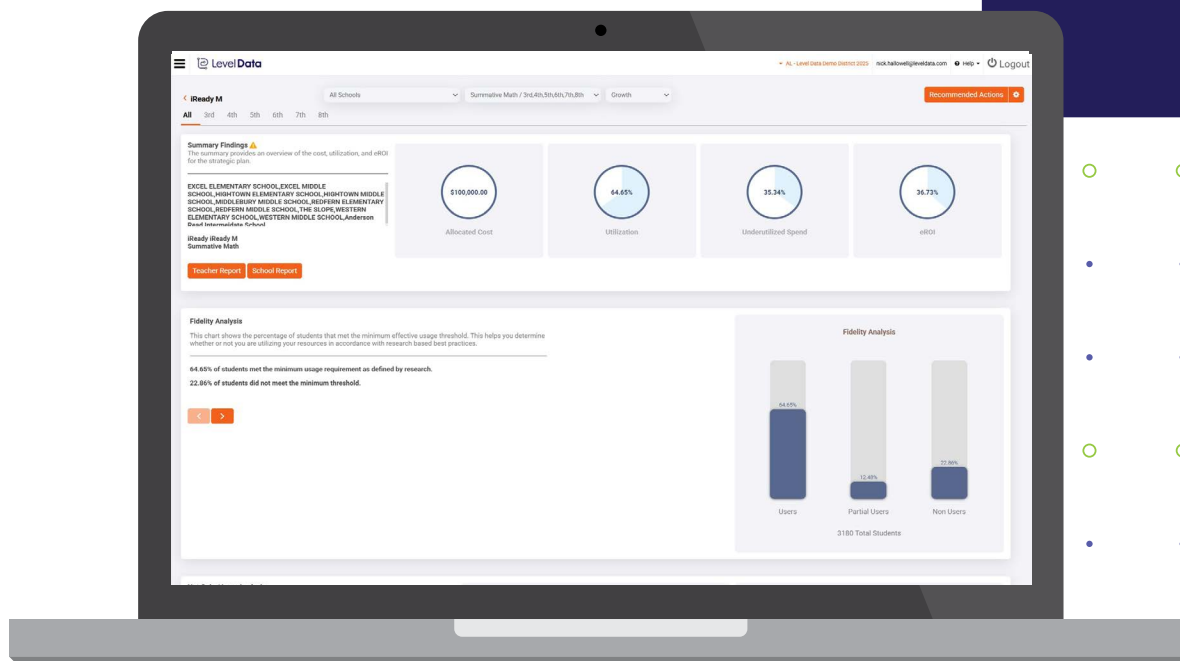 Level Data
AL - Level Data Demo District 2023
nick.hallowell@leveldata.com
Help
Logout
iReady M
All Schools
Summative Math / 3rd,4th,5th,6th,7th,8th
Growth
Recommended Actions
All 3rd 4th 5th 6th 7th 8th
Summary Findings
The summary provides an overview of the cost, utilization, and eROI
for the strategic plan.
EXCEL ELEMENTARY SCHOOL,EXCEL MIDDLE
SCHOOL,HIGHTOWN ELEMENTARY SCHOOL,HIGHTOWN MIDDLE
SCHOOL,MIDDLEBURY MIDDLE SCHOOL,REDFERN ELEMENTARY
SCHOOL,REDFERN MIDDLE SCHOOL,THE SLOPE,WESTERN
ELEMENTARY SCHOOL,WESTERN MIDDLE SCHOOL,Anderson
Read Intermeidate School
iReady iReady M
Summative Math
Teacher Report
School Report
$100,000.00
Allocated Cost
64.65%
Utilization
35.34%
Underutilized Spend
36.73%
eROI
Fidelity Analysis
This chart shows the percentage of students that met the minimum effective usage threshold. This helps you determine
whether or not you are utilizing your resources in accordance with research based best practices.
64.65% of students met the minimum usage requirement as defined by research.
22.86% of students did not meet the minimum threshold.
Fidelity Analysis
64.65%
12.48%
22.86%
Users
Partial Users
Non Users
3180 Total Students